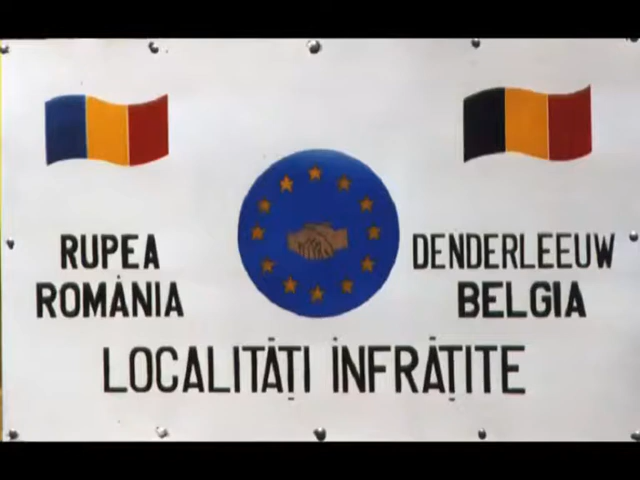 RUPEA
ROMÂNIA
DENDERLEEUW
BELGIA
LOCALITĂȚI ÎNFRĂȚITE